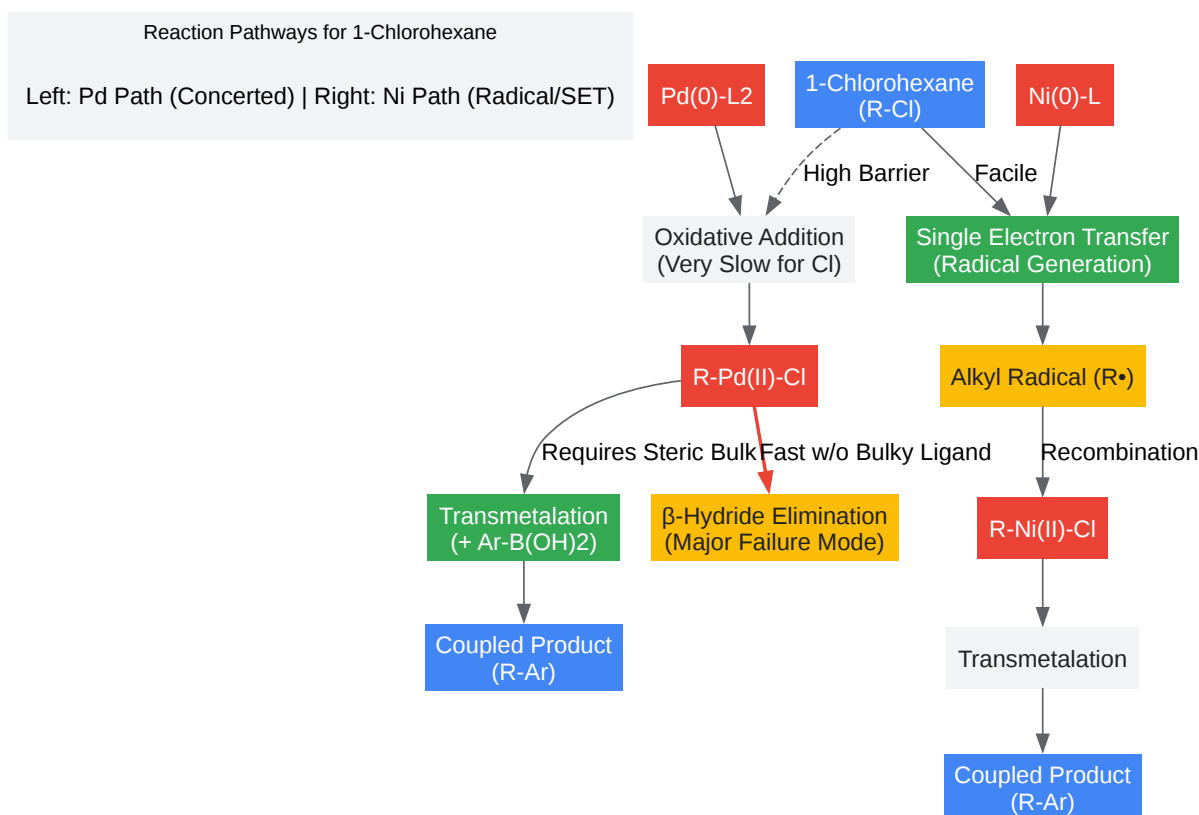 Reaction Pathways for 1-Chlorohexane
Left: Pd Path (Concerted) | Right: Ni Path (Radical/SET)
Pd(0)-L2
1-Chlorohexane
(R-Cl)
Ni(0)-L
High Barrier
Facile
Oxidative Addition
(Very Slow for Cl)
Single Electron Transfer
(Radical Generation)
R-Pd(II)-Cl
Alkyl Radical (R•)
Requires Steric Bulk
Fast w/o Bulky Ligand
Recombination
Transmetalation
(+ Ar-B(OH)2)
β-Hydride Elimination
(Major Failure Mode)
R-Ni(II)-Cl
Coupled Product
(R-Ar)
Transmetalation
Coupled Product
(R-Ar)